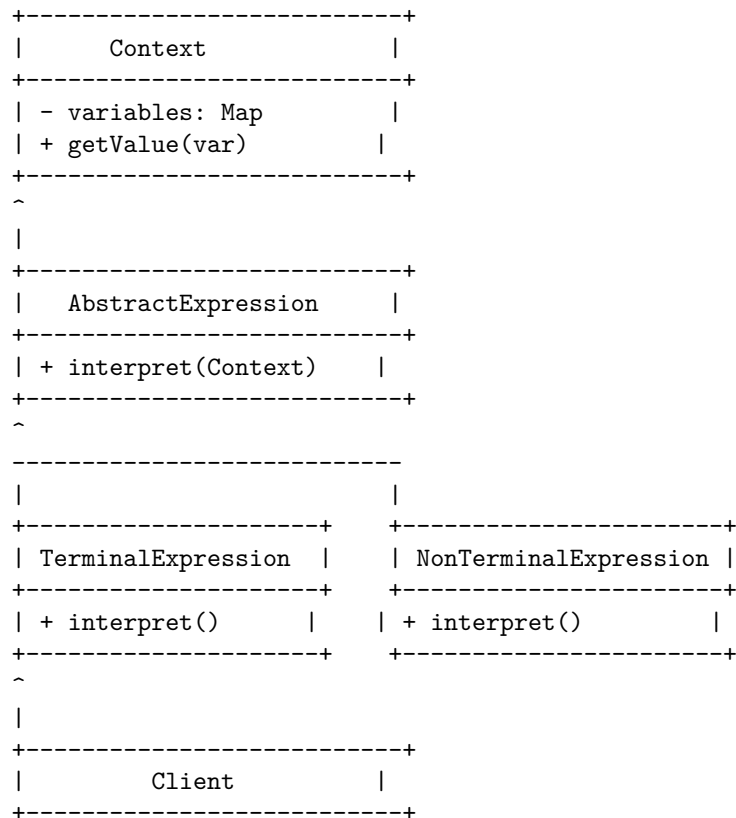 +---------------------------+
|      Context             |
+---------------------------+
| - variables: Map         |
| + getValue(var)         |
+---------------------------+
^
|
+---------------------------+
|   AbstractExpression     |
+---------------------------+
| + interpret(Context)    |
+---------------------------+
^
----------------------------
|                          |
+---------------------+    +-----------------------+
| TerminalExpression  |    | NonTerminalExpression |
+---------------------+    +-----------------------+
| + interpret()      |    | + interpret()        |
+---------------------+    +-----------------------+
^
|
+---------------------------+
|         Client          |
+---------------------------+